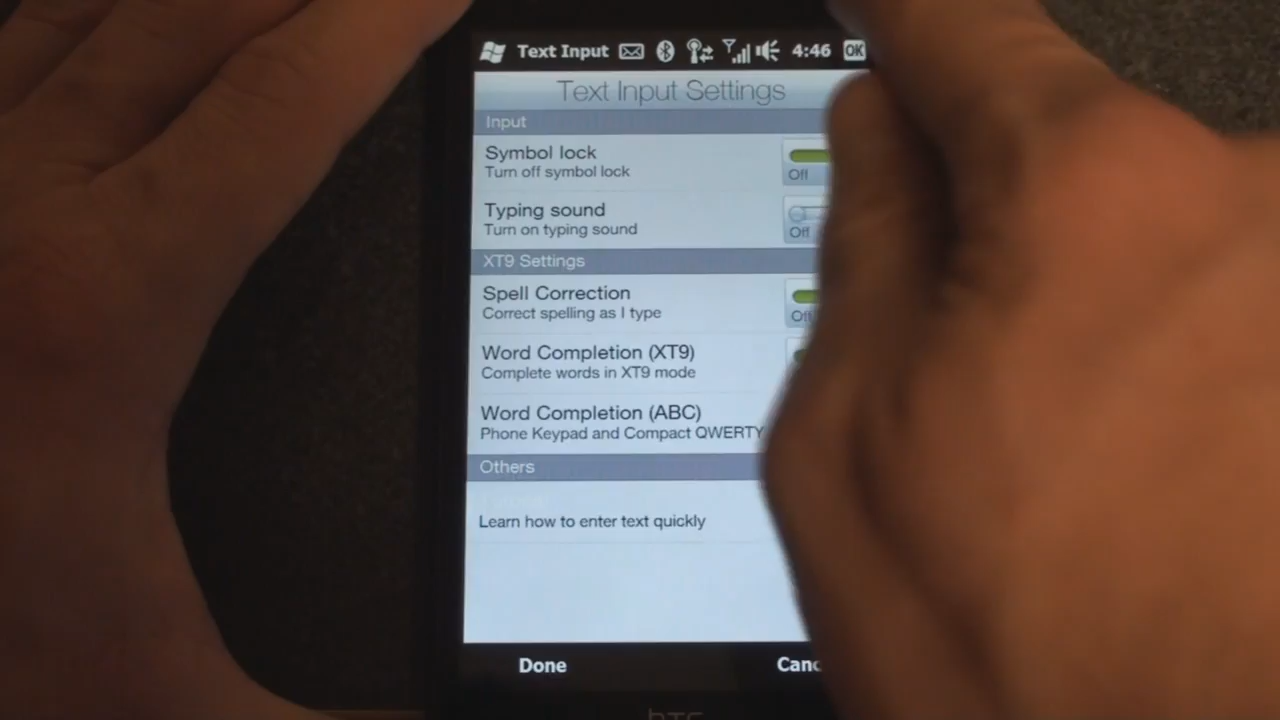 Text Input 4:46 OK
Text Input Settings
Input
Symbol lock
Turn off symbol lock
Off
Typing sound
Turn on typing sound
Off
XT9 Settings
Spell Correction
Correct spelling as I type
Off
Word Completion (XT9)
Complete words in XT9 mode
Word Completion (ABC)
Phone Keypad and Compact QWERTY
Others
Learn how to enter text quickly
Done Canc
hTC